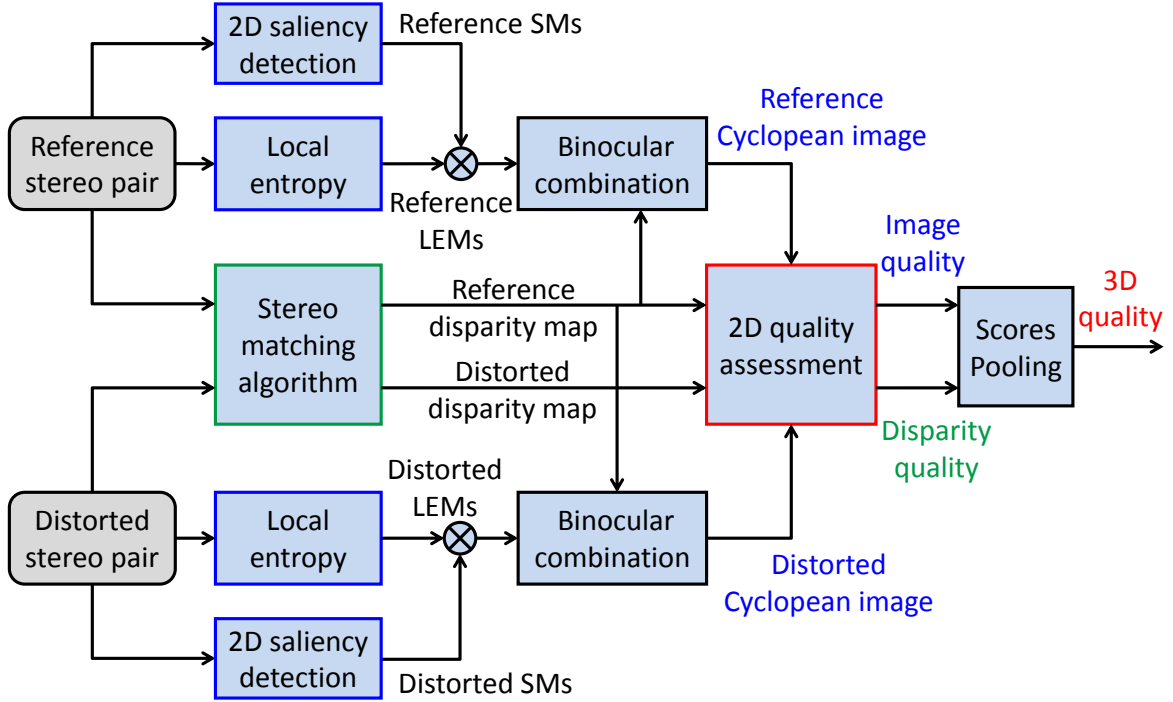 2D saliency
detection
Reference SMs
Reference
stereo pair
Local
entropy
Reference
LEMs
Binocular
combination
Reference
Cyclopean image
Stereo
matching
algorithm
Reference
disparity map
Distorted
disparity map
2D quality
assessment
Image
quality
Disparity
quality
Scores
Pooling
3D
quality
Distorted
stereo pair
Local
entropy
Distorted
LEMs
Binocular
combination
Distorted
Cyclopean image
2D saliency
detection
Distorted SMs